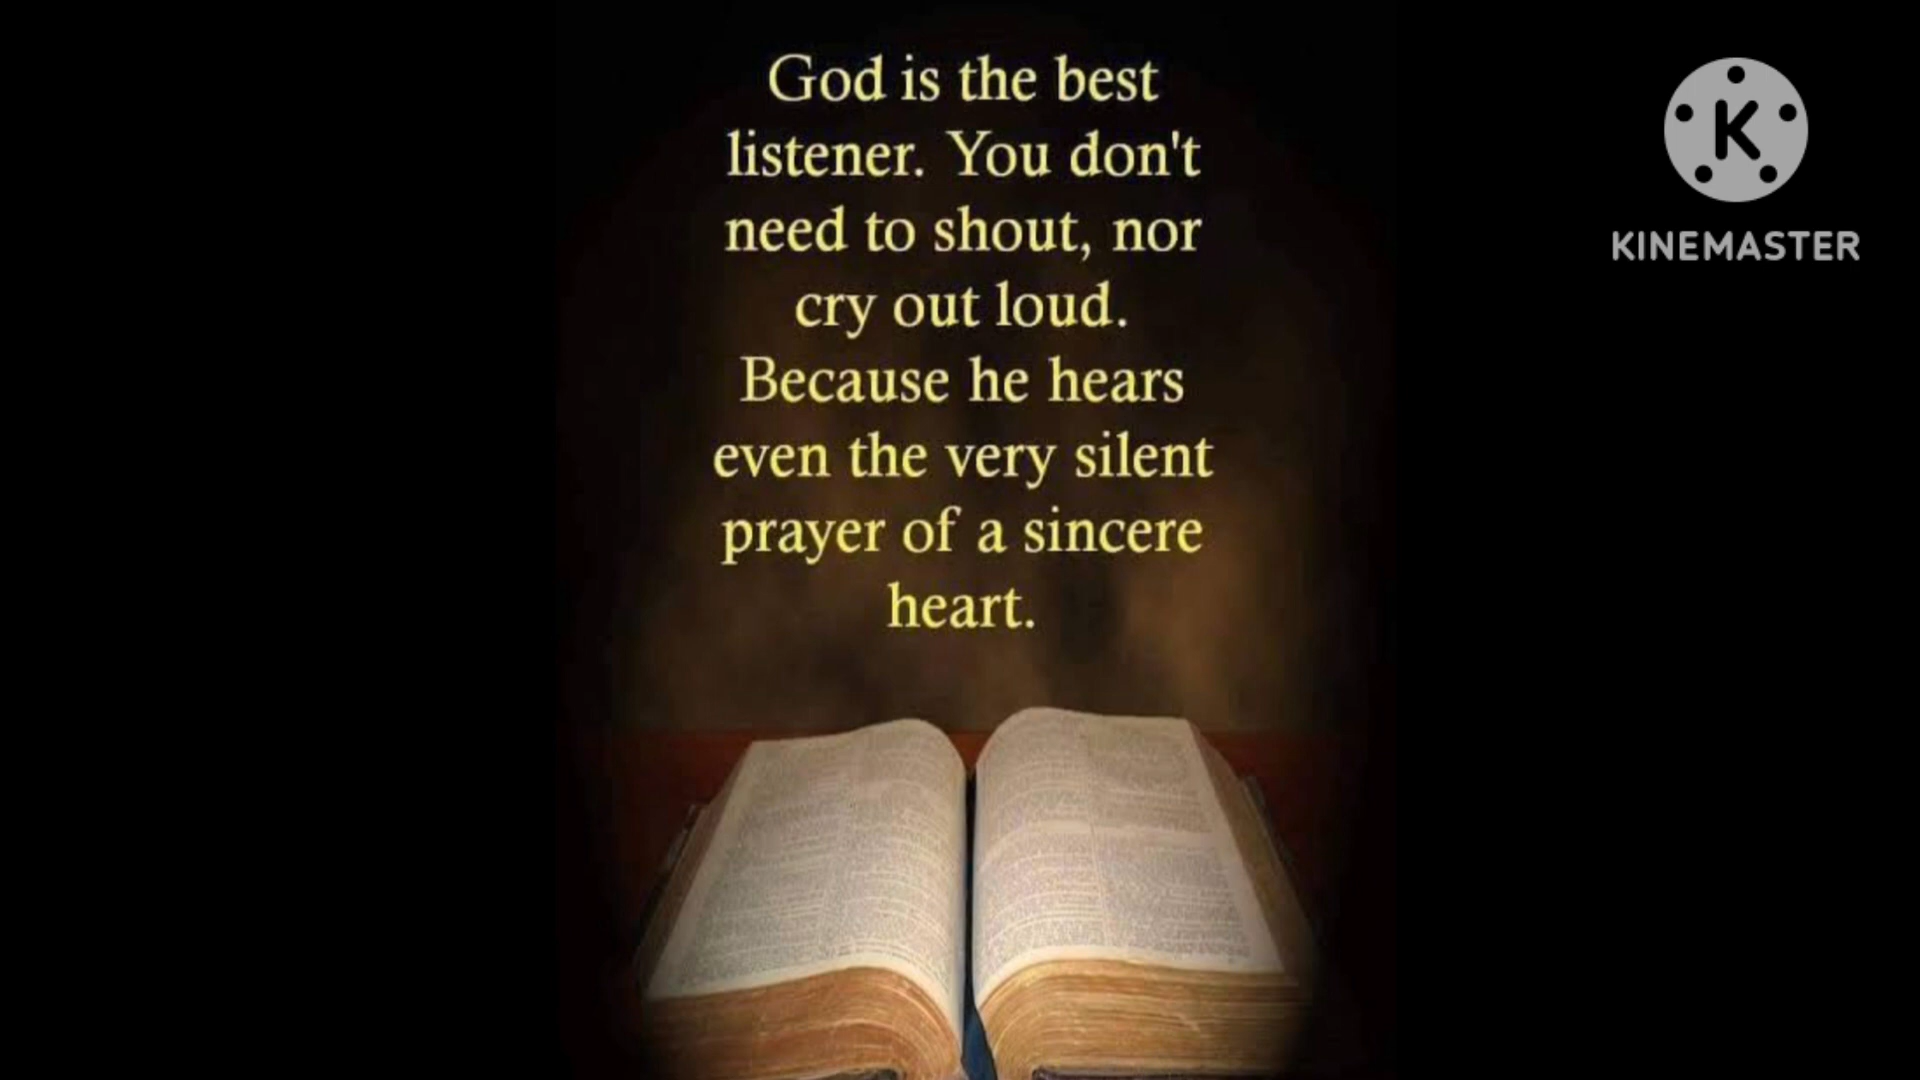 God is the best
listener. You don't
need to shout, nor
cry out loud.
Because he hears
even the very silent
prayer of a sincere
heart.
K
KINEMASTER